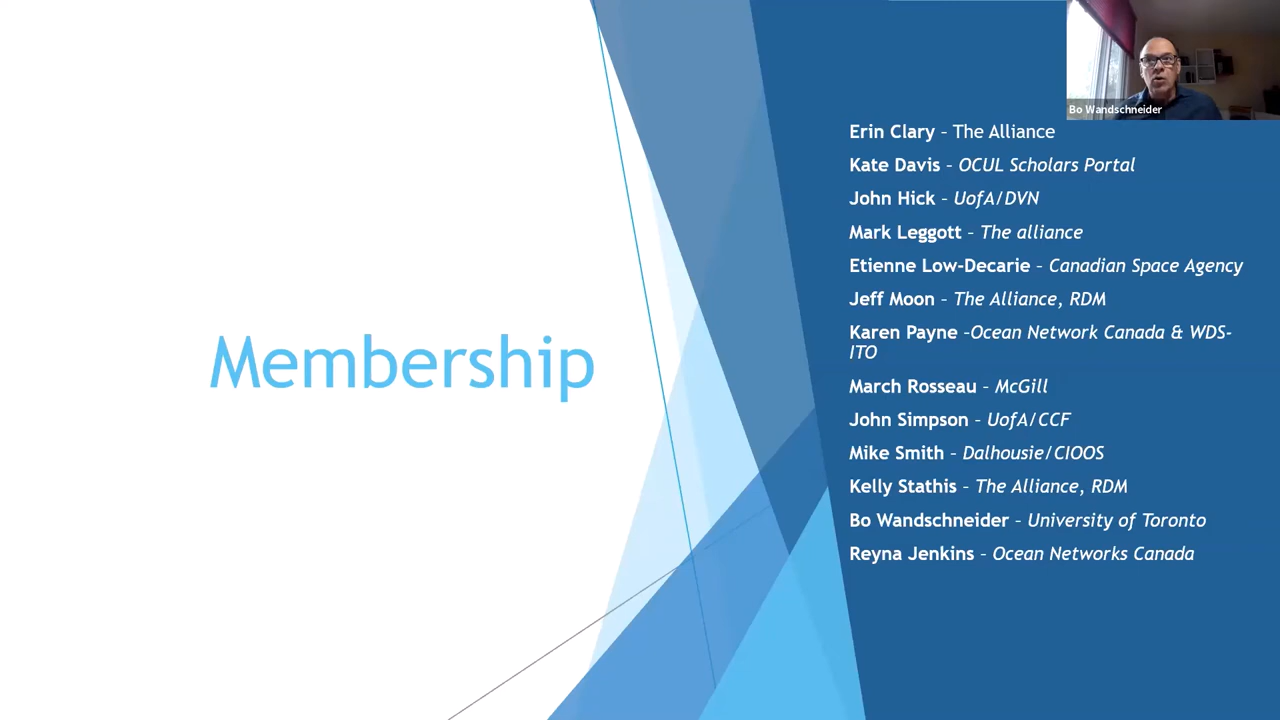 Bo Wandschneider
Erin Clary – The Alliance
Kate Davis – OCUL Scholars Portal
John Hick – UofA/DVN
Mark Leggott – The alliance
Etienne Low-Decarie – Canadian Space Agency
Jeff Moon – The Alliance, RDM
Karen Payne –Ocean Network Canada & WDS-
ITO
March Rosseau – McGill
John Simpson – UofA/CCF
Mike Smith – Dalhousie/CIOOS
Kelly Stathis – The Alliance, RDM
Bo Wandschneider – University of Toronto
Reyna Jenkins – Ocean Networks Canada
Membership